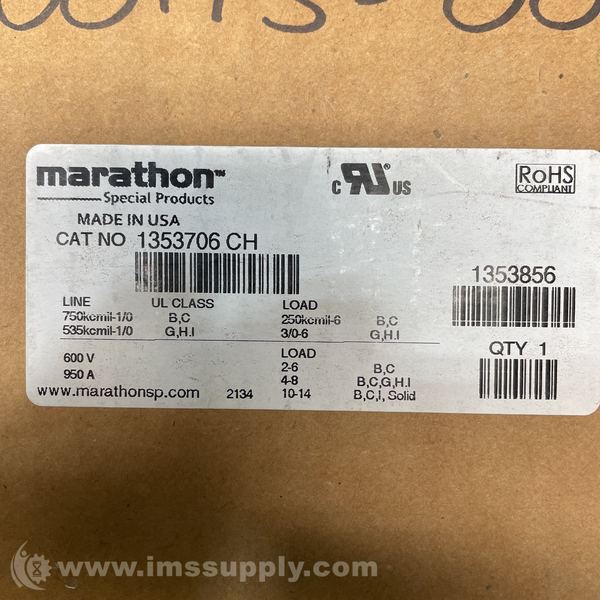 marathon™
Special Products
MADE IN USA
CAT NO 1353706 CH
c RU US
RoHS
COMPLIANT
1353856
LINE UL CLASS LOAD
750kcmil-1/0 B,C 250kcmil-6 B,C
535kcmil-1/0 G,H,I 3/0-6 G,H,I
QTY 1
600 V LOAD
950 A 2-6 B,C
4-8 B,C,G,H,I
www.marathonsp.com 2134 10-14 B,C,I, Solid
www.imssupply.com